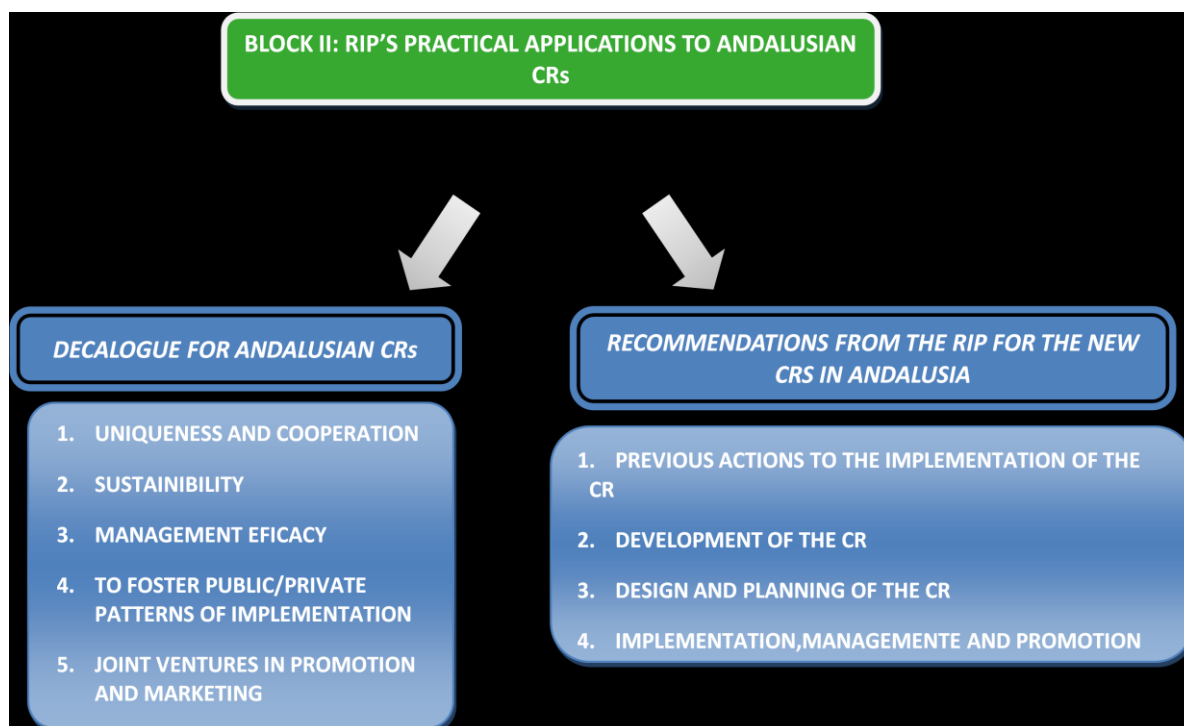 BLOCK II: RIP'S PRACTICAL APPLICATIONS TO ANDALUSIAN
CRs
DECALOGUE FOR ANDALUSIAN CRs
1. UNIQUENESS AND COOPERATION
2. SUSTAINIBILITY
3. MANAGEMENT EFICACY
4. TO FOSTER PUBLIC/PRIVATE
PATTERNS OF IMPLEMENTATION
5. JOINT VENTURES IN PROMOTION
AND MARKETING
RECOMMENDATIONS FROM THE RIP FOR THE NEW
CRS IN ANDALUSIA
1. PREVIOUS ACTIONS TO THE IMPLEMENTATION OF THE
CR
2. DEVELOPMENT OF THE CR
3. DESIGN AND PLANNING OF THE CR
4. IMPLEMENTATION,MANAGEMENTE AND PROMOTION